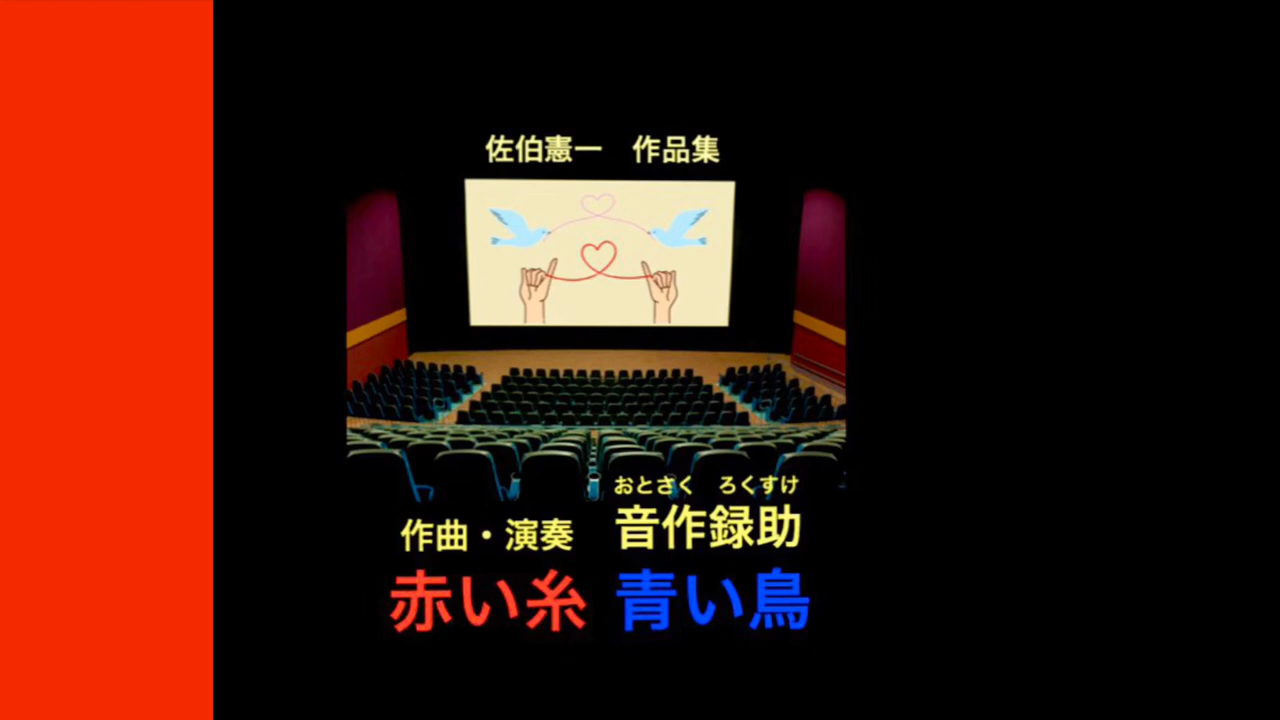 佐伯憲一　作品集
おとさく　ろくすけ
作曲・演奏　音作録助
赤い糸 青い鳥